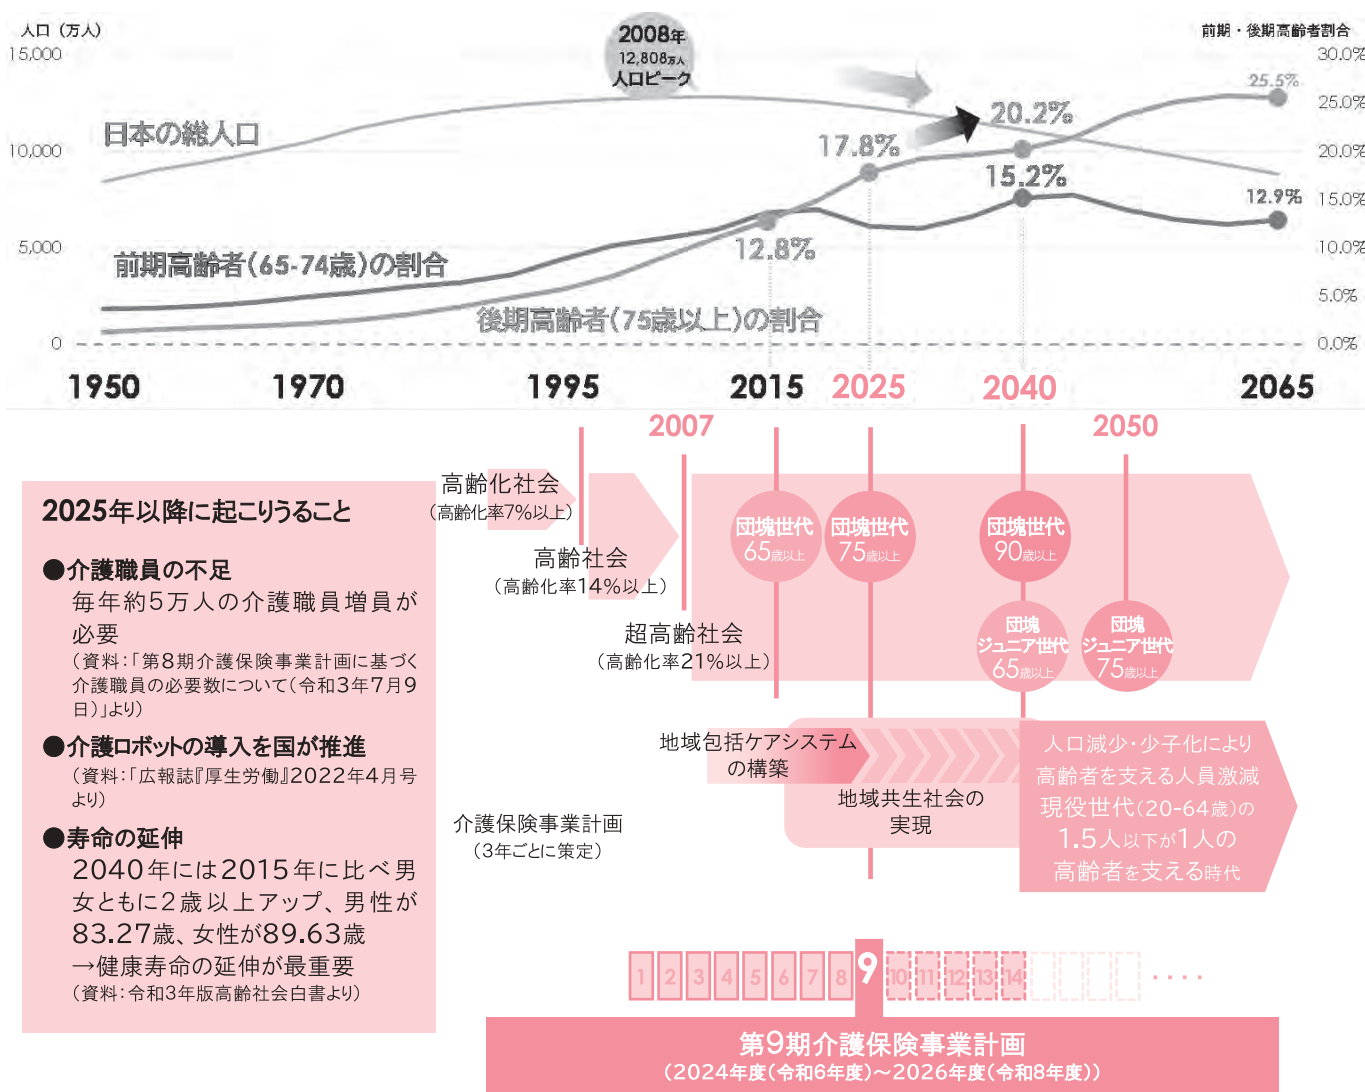 人口（万人）
前期・後期高齢者割合
2008年
12,808万人
人口ピーク
15,000
10,000
5,000
0
30.0%
25.0%
20.0%
15.0%
10.0%
5.0%
0.0%
日本の総人口
前期高齢者（65-74歳）の割合
後期高齢者（75歳以上）の割合
12.8%
17.8%
20.2%
15.2%
25.5%
12.9%
1950
1970
1995
2015
2025
2040
2065
2007
2050
2025年以降に起こりうること
●介護職員の不足
毎年約5万人の介護職員増員が
必要
（資料：「第8期介護保険事業計画に基づく
介護職員の必要数について（令和3年7月9
日）」より）
●介護ロボットの導入を国が推進
（資料：「広報誌『厚生労働』2022年4月号
より）
●寿命の延伸
2040年には2015年に比べ男
女ともに2歳以上アップ、男性が
83.27歳、女性が89.63歳
→健康寿命の延伸が最重要
（資料：令和3年版高齢社会白書より）
高齢化社会
（高齢化率7%以上）
高齢社会
（高齢化率14%以上）
超高齢社会
（高齢化率21%以上）
団塊世代
65歳以上
団塊世代
75歳以上
団塊世代
90歳以上
団塊
ジュニア世代
65歳以上
団塊
ジュニア世代
75歳以上
地域包括ケアシステム
の構築
地域共生社会の
実現
人口減少・少子化により
高齢者を支える人員激減
現役世代（20-64歳）の
1.5人以下が1人の
高齢者を支える時代
介護保険事業計画
（3年ごとに策定）
1 2 3 4 5 6 7 8 9 10 11 12 13 14 ････
第9期介護保険事業計画
（2024年度（令和6年度）～2026年度（令和8年度））